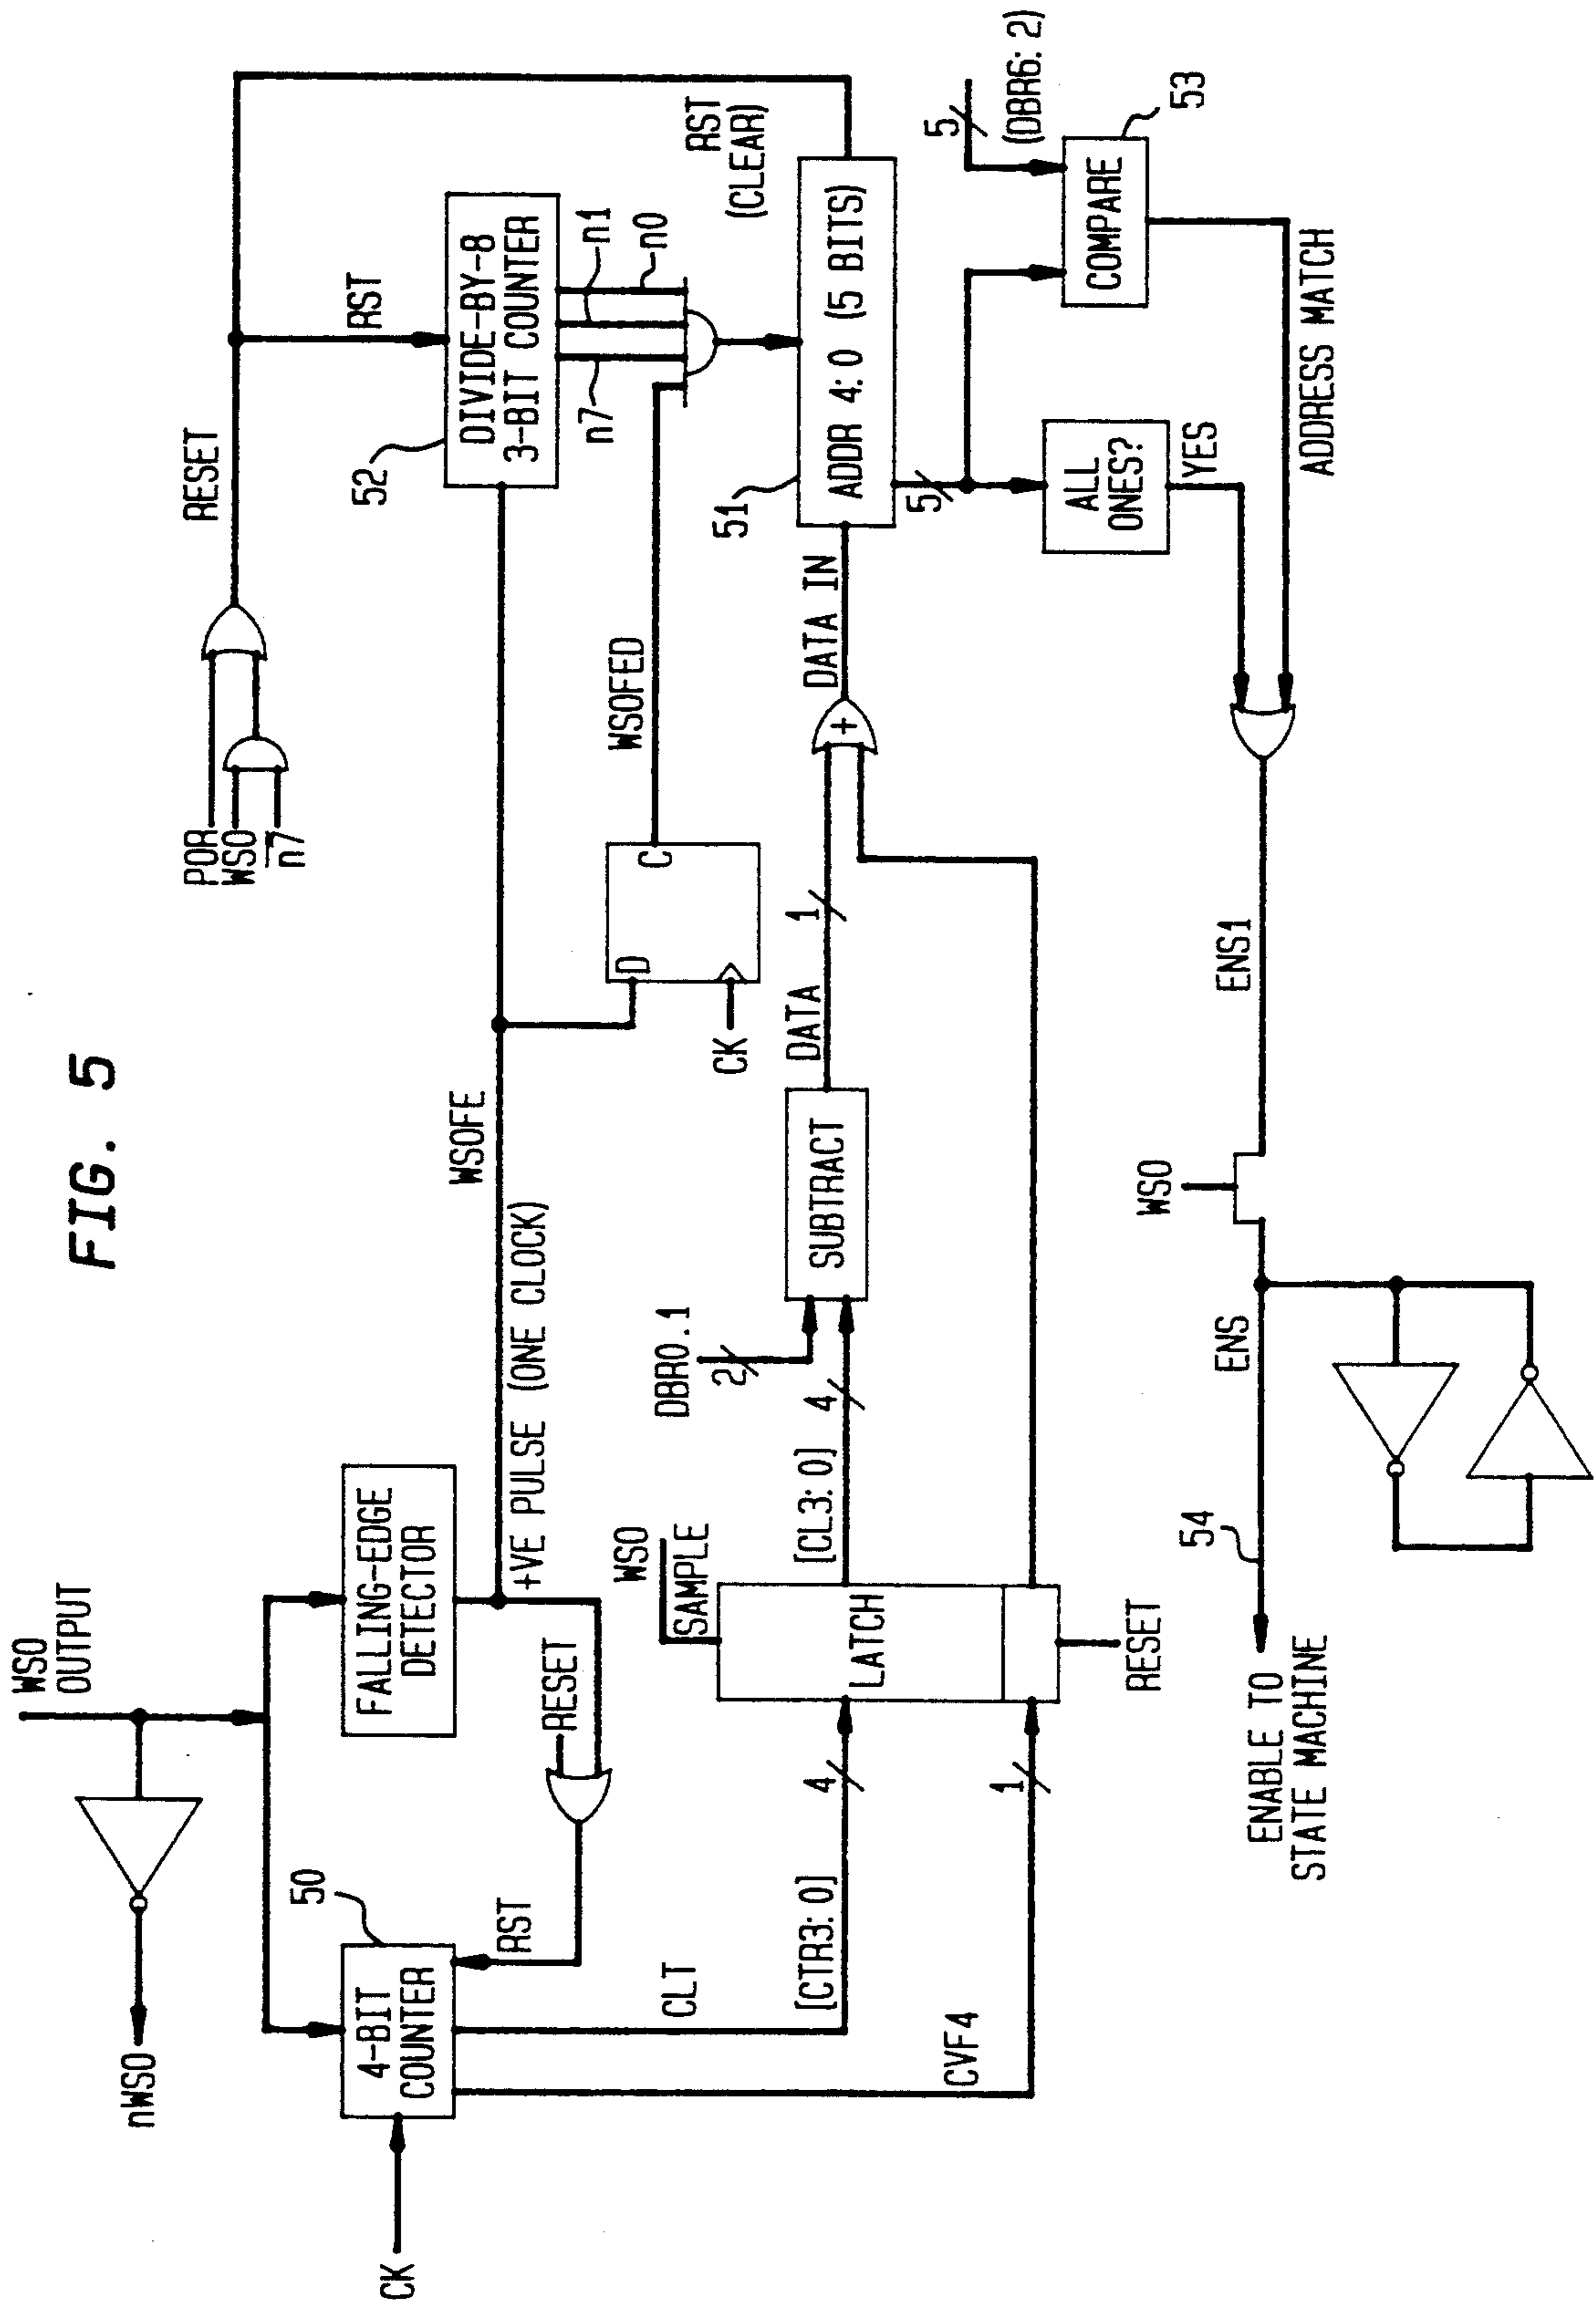 FIG. 5
WSO
OUTPUT
nWSO
FALLING-EDGE
DETECTOR
50
4-BIT
COUNTER
CK
RST
RESET
+VE PULSE (ONE CLOCK)
WSOFE
POR
WSO
n7
RESET
RST
52
DIVIDE-BY-8
3-BIT COUNTER
n7
n1
n0
D
C
CK
WSOFED
RST
(CLEAR)
CLT
[CTR3: 0]
4
CVF4
1
WSO
SAMPLE
LATCH
RESET
[CL3: 0]
4
DBR0..1
2
SUBTRACT
DATA
1
+
DATA IN
51
ADDR 4: 0 (5 BITS)
5
ALL
ONES?
YES
5
(DBR6: 2)
COMPARE
53
ADDRESS MATCH
ENS1
WSO
ENS
54
ENABLE TO
STATE MACHINE